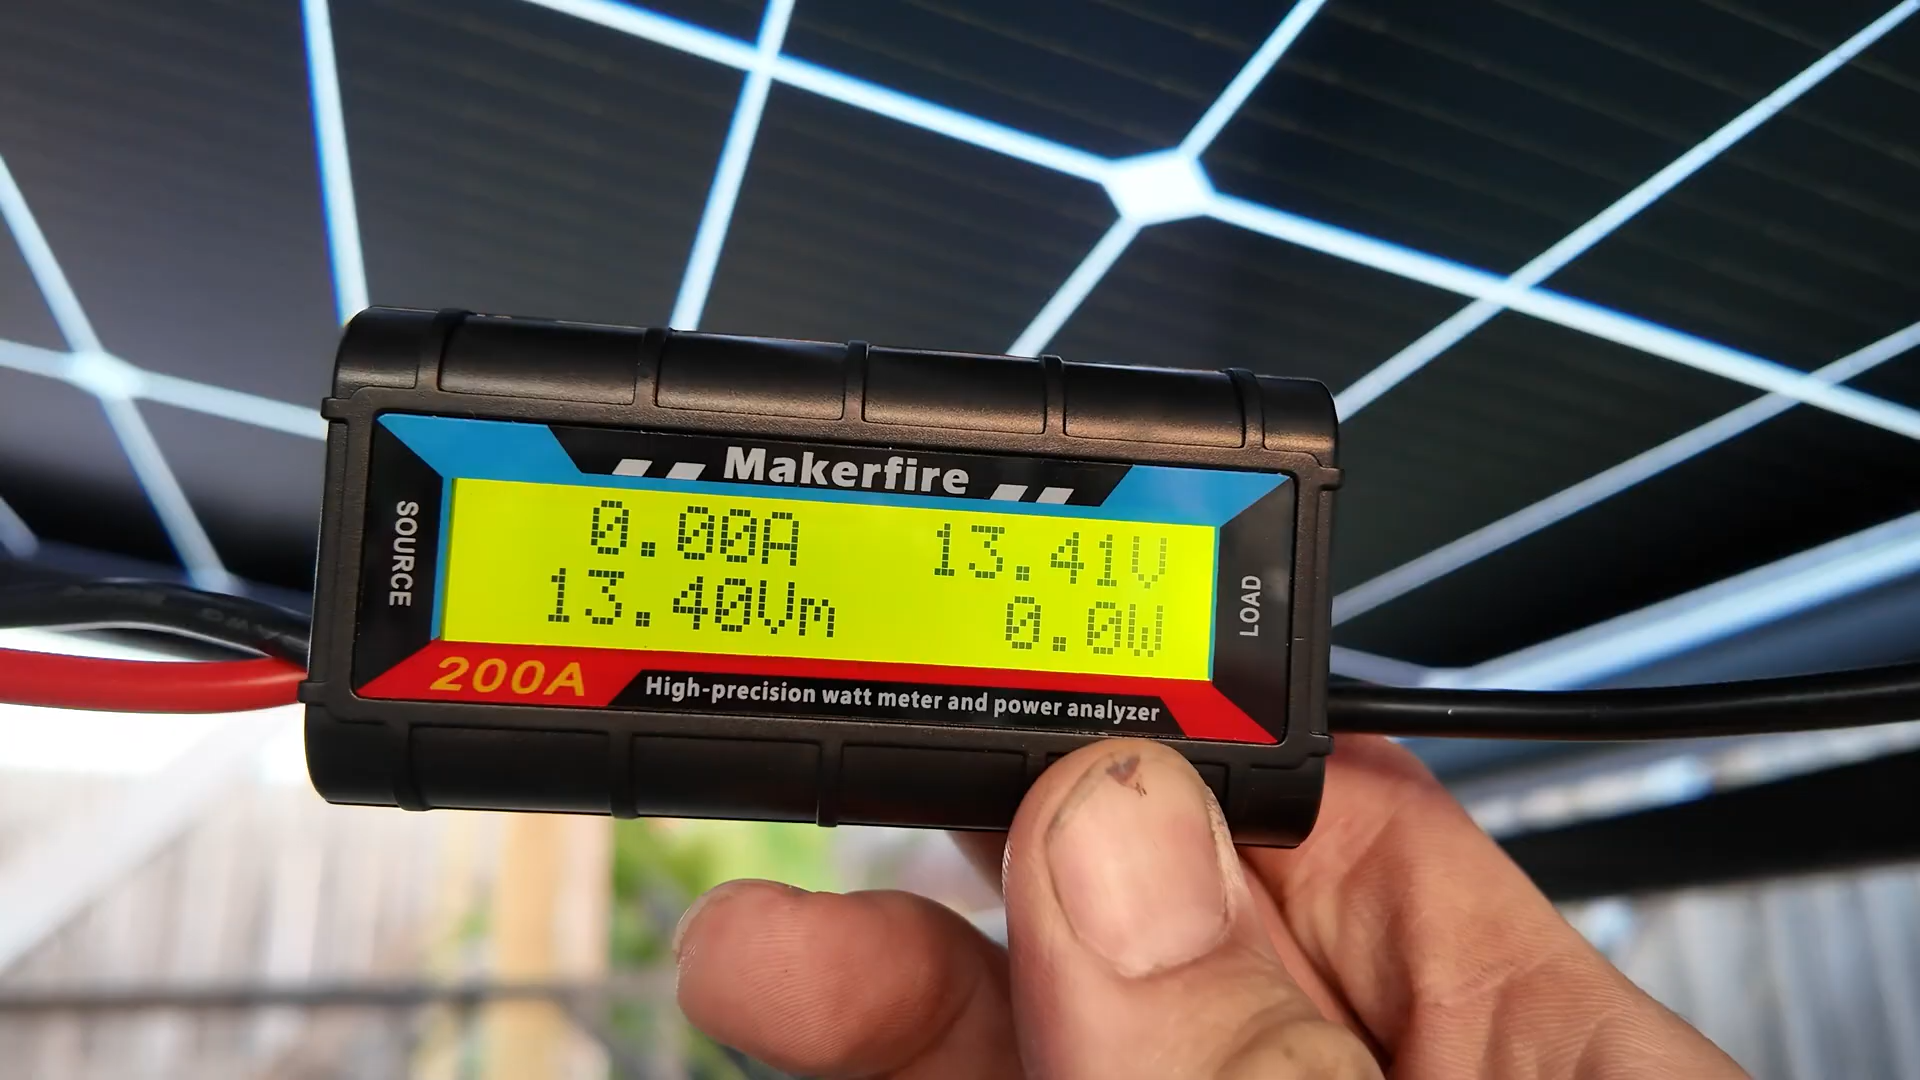 Makerfire
SOURCE
0.00A 13.41V
13.40Vm 0.0W
LOAD
200A High-precision watt meter and power analyzer